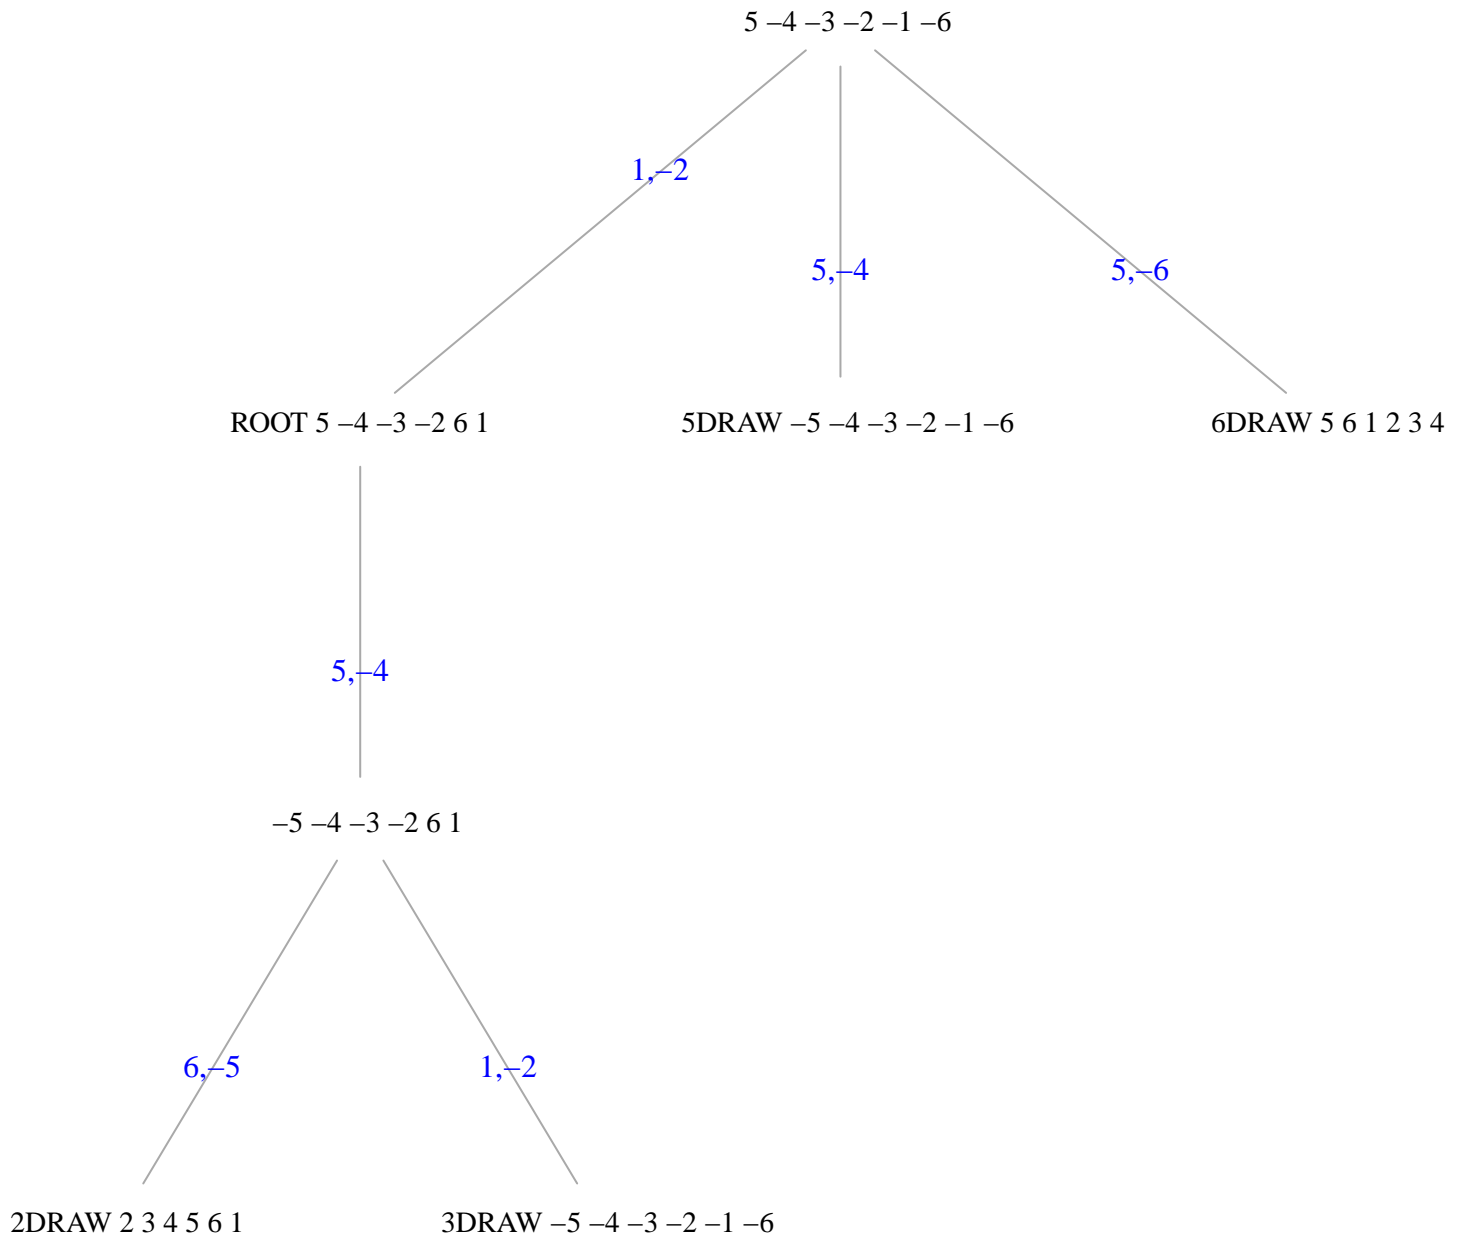 5 –4 –3 –2 –1 –6
1,–2
5,–4
5,–6
ROOT 5 –4 –3 –2 6 1
5DRAW –5 –4 –3 –2 –1 –6
6DRAW 5 6 1 2 3 4
5,–4
–5 –4 –3 –2 6 1
6,–5
1,–2
2DRAW 2 3 4 5 6 1
3DRAW –5 –4 –3 –2 –1 –6